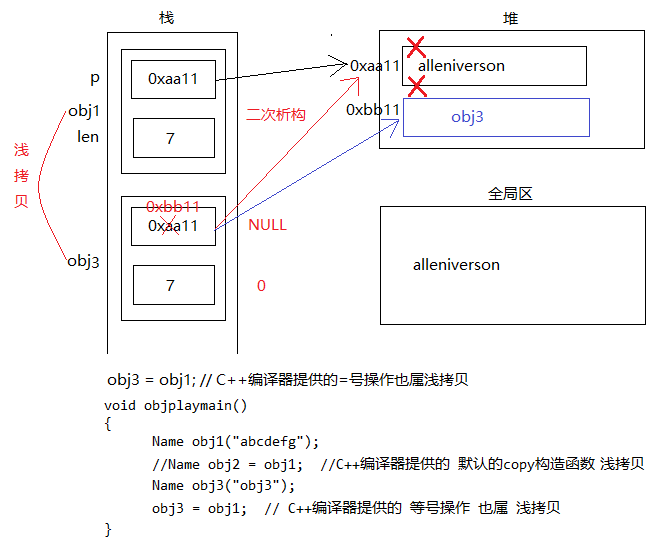 栈
堆
p
0xaa11
0xaa11
alleniverson
obj1
len
7
二次析构
0xbb11
obj3
浅
拷
贝
0xbb11
0xaa11
NULL
全局区
obj3
7
0
alleniverson
obj3 = obj1; // C++编译器提供的=号操作也属浅拷贝
void objplaymain()
{
Name obj1("abcdefg");
//Name obj2 = obj1; //C++编译器提供的 默认的copy构造函数 浅拷贝
Name obj3("obj3");
obj3 = obj1; // C++编译器提供的 等号操作 也属 浅拷贝
}